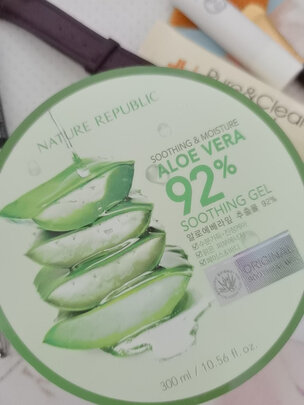 Pure & Clean
NATURE REPUBLIC
SOOTHING & MOISTURE
ALOE VERA
92%
SOOTHING GEL
알로에베라잎 추출물 92%
ORIGINAL
300 ml / 10.56 fl. oz.